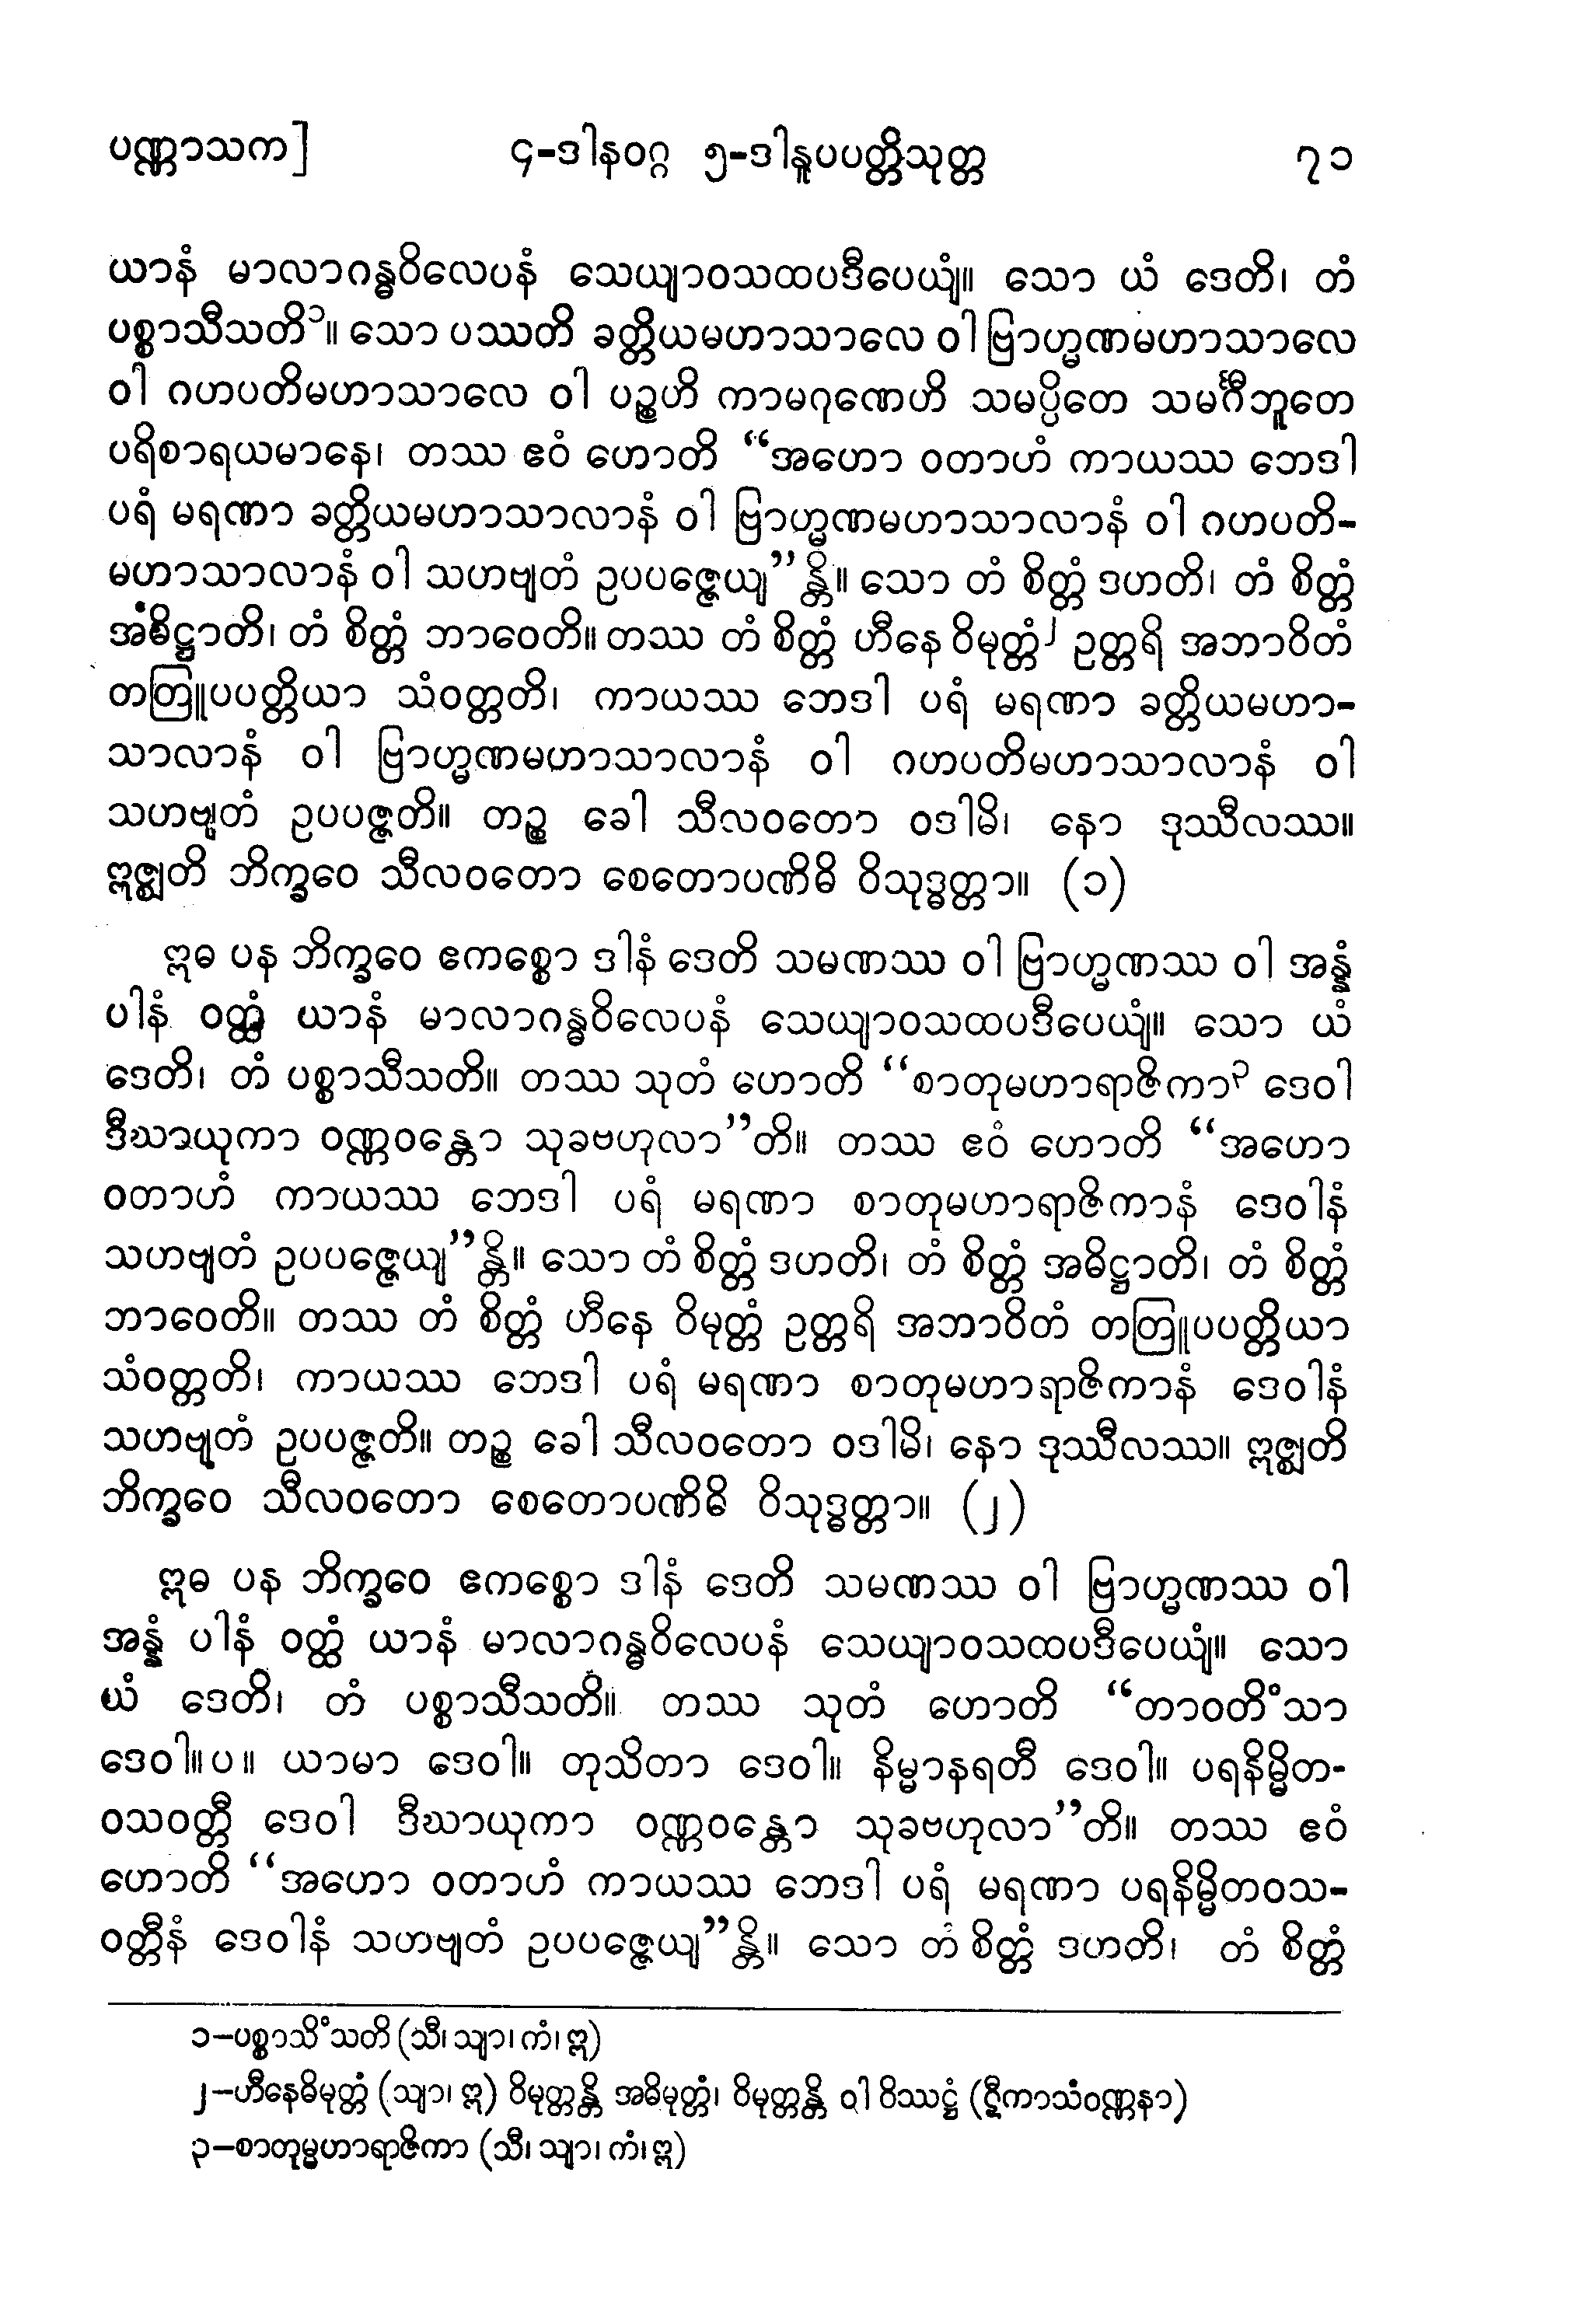 ပဏ္ဏာသက] ၄-ဒါနဝဂ္ဂ ၅-ဒါနူပပတ္တိသုတ္တ ၇၁
ယာနံ မာလာဂန္ဓဝိလေပနံ သေယျာဝသထပဒီပေယျံ။ သော ယံ ဒေတိ၊ တံ
ပစ္စာသီသတိ၁။ သော ပဿတိ ခတ္တိယမဟာသာလေ ဝါ ဗြာဟ္မဏမဟာသာလေ
ဝါ ဂဟပတိမဟာသာလေ ဝါ ပဉ္စဟိ ကာမဂုဏေဟိ သမပ္ပိတေ သမင်္ဂီဘူတေ
ပရိစာရယမာနေ၊ တဿ ဧဝံ ဟောတိ “အဟော ဝတာဟံ ကာယဿ ဘေဒါ
ပရံ မရဏာ ခတ္တိယမဟာသာလာနံ ဝါ ဗြာဟ္မဏမဟာသာလာနံ ဝါ ဂဟပတိ-
မဟာသာလာနံ ဝါ သဟဗျတံ ဥပပဇ္ဇေယျ”န္တိ။ သော တံ စိတ္တံ ဒဟတိ၊ တံ စိတ္တံ
အဓိဋ္ဌာတိ၊ တံ စိတ္တံ ဘာဝေတိ။ တဿ တံ စိတ္တံ ဟီနေ ဝိမုတ္တံ၂ ဥတ္တရိ အဘာဝိတံ
တတြူပပတ္တိယာ သံဝတ္တတိ၊ ကာယဿ ဘေဒါ ပရံ မရဏာ ခတ္တိယမဟာ-
သာလာနံ ဝါ ဗြာဟ္မဏမဟာသာလာနံ ဝါ ဂဟပတိမဟာသာလာနံ ဝါ
သဟဗျတံ ဥပပဇ္ဇတိ။ တဉ္စ ခေါ သီလဝတော ဝဒါမိ၊ နော ဒုဿီလဿ။
ဣဇ္ဈတိ ဘိက္ခဝေ သီလဝတော စေတောပဏိဓိ ဝိသုဒ္ဓတ္တာ။ (၁)
ဣဓ ပန ဘိက္ခဝေ ဧကစ္စော ဒါနံ ဒေတိ သမဏဿ ဝါ ဗြာဟ္မဏဿ ဝါ အန္နံ
ပါနံ ဝတ္ထံ ယာနံ မာလာဂန္ဓဝိလေပနံ သေယျာဝသထပဒီပေယျံ။ သော ယံ
ဒေတိ၊ တံ ပစ္စာသီသတိ။ တဿ သုတံ ဟောတိ “စာတုမဟာရာဇိကာ၃ ဒေဝါ
ဒီဃာယုကာ ဝဏ္ဏဝန္တော သုခဗဟုလာ”တိ။ တဿ ဧဝံ ဟောတိ “အဟော
ဝတာဟံ ကာယဿ ဘေဒါ ပရံ မရဏာ စာတုမဟာရာဇိကာနံ ဒေဝါနံ
သဟဗျတံ ဥပပဇ္ဇေယျ”န္တိ။ သော တံ စိတ္တံ ဒဟတိ၊ တံ စိတ္တံ အဓိဋ္ဌာတိ၊ တံ စိတ္တံ
ဘာဝေတိ။ တဿ တံ စိတ္တံ ဟီနေ ဝိမုတ္တံ ဥတ္တရိ အဘာဝိတံ တတြူပပတ္တိယာ
သံဝတ္တတိ၊ ကာယဿ ဘေဒါ ပရံ မရဏာ စာတုမဟာရာဇိကာနံ ဒေဝါနံ
သဟဗျတံ ဥပပဇ္ဇတိ။ တဉ္စ ခေါ သီလဝတော ဝဒါမိ၊ နော ဒုဿီလဿ။ ဣဇ္ဈတိ
ဘိက္ခဝေ သီလဝတော စေတောပဏိဓိ ဝိသုဒ္ဓတ္တာ။ (၂)
ဣဓ ပန ဘိက္ခဝေ ဧကစ္စော ဒါနံ ဒေတိ သမဏဿ ဝါ ဗြာဟ္မဏဿ ဝါ
အန္နံ ပါနံ ဝတ္ထံ ယာနံ မာလာဂန္ဓဝိလေပနံ သေယျာဝသထပဒီပေယျံ။ သော
ယံ ဒေတိ၊ တံ ပစ္စာသီသတိ။ တဿ သုတံ ဟောတိ “တာဝတိံသာ
ဒေဝါ။ပ။ ယာမာ ဒေဝါ။ တုသိတာ ဒေဝါ။ နိမ္မာနရတီ ဒေဝါ။ ပရနိမ္မိတ-
ဝသဝတ္တီ ဒေဝါ ဒီဃာယုကာ ဝဏ္ဏဝန္တော သုခဗဟုလာ”တိ။ တဿ ဧဝံ
ဟောတိ “အဟော ဝတာဟံ ကာယဿ ဘေဒါ ပရံ မရဏာ ပရနိမ္မိတဝသ-
ဝတ္တီနံ ဒေဝါနံ သဟဗျတံ ဥပပဇ္ဇေယျ”န္တိ။ သော တံ စိတ္တံ ဒဟတိ၊ တံ စိတ္တံ
၁-ပစ္စာသိံသတိ (သီ၊ သျာ၊ ကံ၊ ဣ)
၂-ဟီနေဓိမုတ္တံ (သျာ၊ ဣ) ဝိမုတ္တန္တိ အဓိမုတ္တံ၊ ဝိမုတ္တန္တိ ဝါ ဝိဿဋ္ဌံ (ဋီကာသံဝဏ္ဏနာ)
၃-စာတုမ္မဟာရာဇိကာ (သီ၊ သျာ၊ ကံ၊ ဣ)